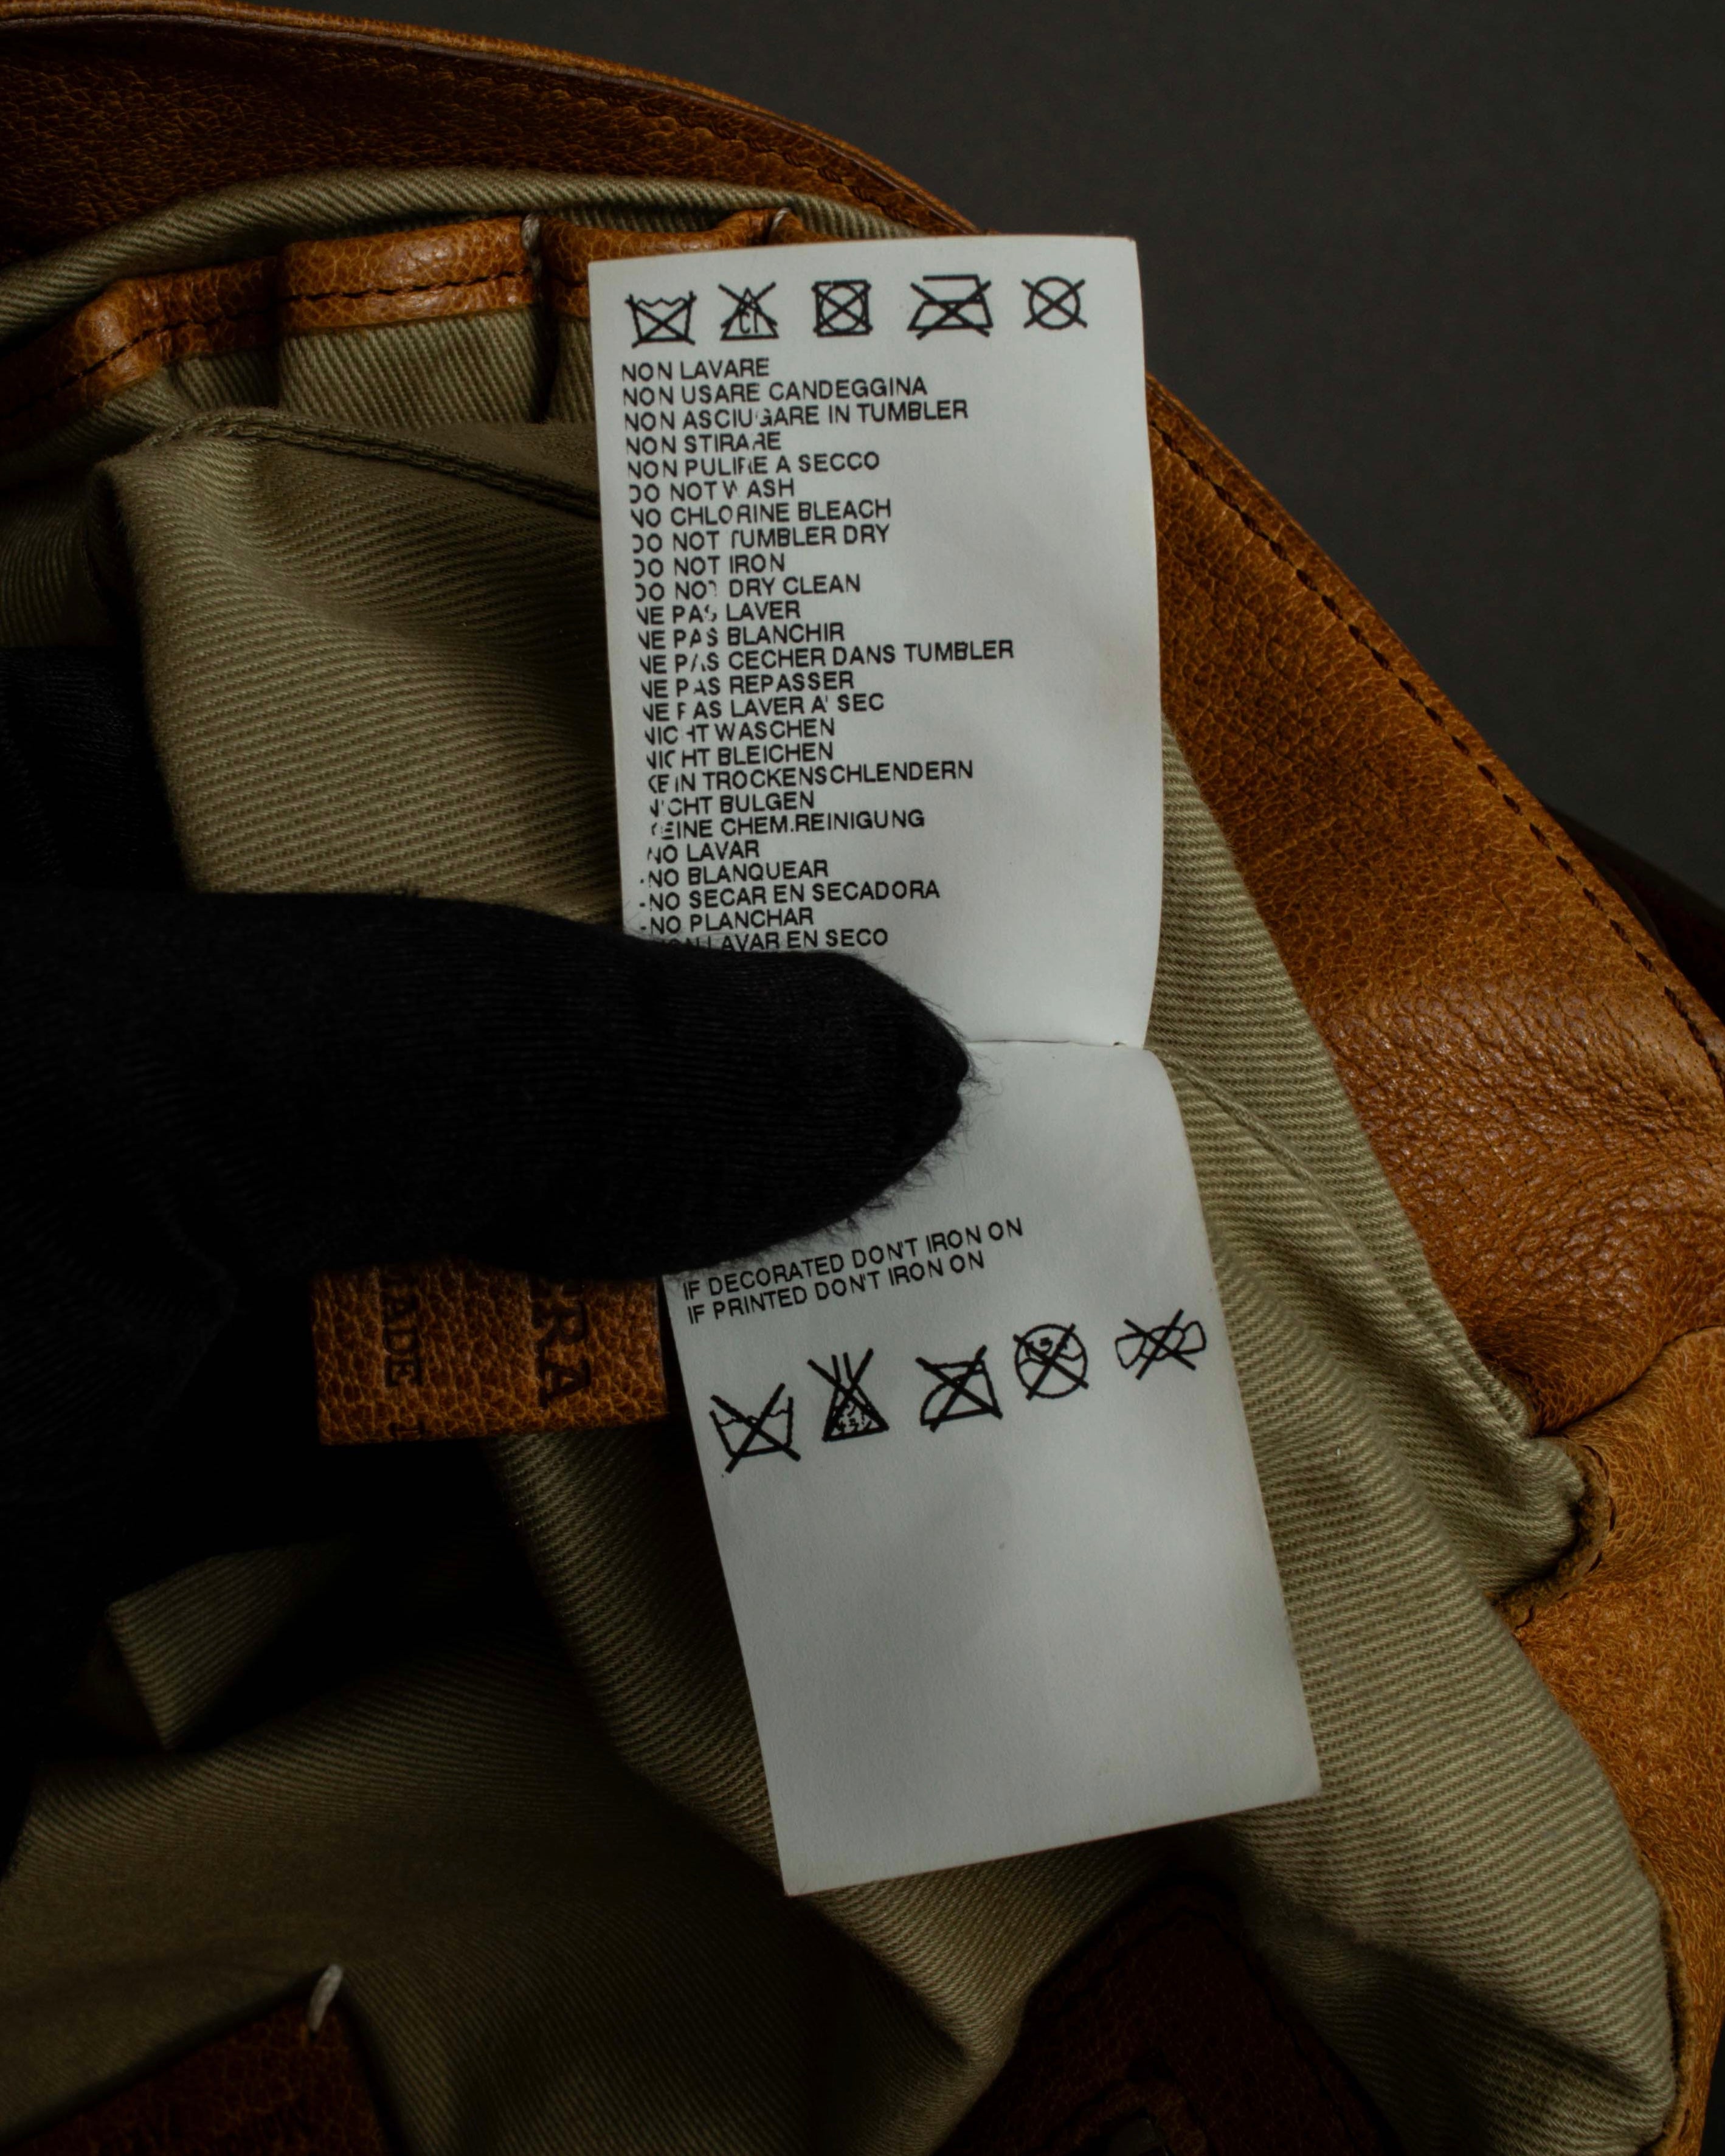 NON LAVARE
NON USARE CANDEGGINA
NON ASCIUGARE IN TUMBLER
NON STIRARE
NON PULIRE A SECCO
DO NOT WASH
NO CHLORINE BLEACH
DO NOT TUMBLER DRY
DO NOT IRON
DO NOT DRY CLEAN
NE PAS LAVER
NE PAS BLANCHIR
NE PAS CECHER DANS TUMBLER
NE PAS REPASSER
NE PAS LAVER A' SEC
NICHT WASCHEN
NICHT BLEICHEN
KEIN TROCKENSCHLENDERN
NICHT BULGEN
KEINE CHEM.REINIGUNG
-NO LAVAR
-NO BLANQUEAR
-NO SECAR EN SECADORA
-NO PLANCHAR
LAVAR EN SECO
IF DECORATED DON'T IRON ON
IF PRINTED DON'T IRON ON
Cl